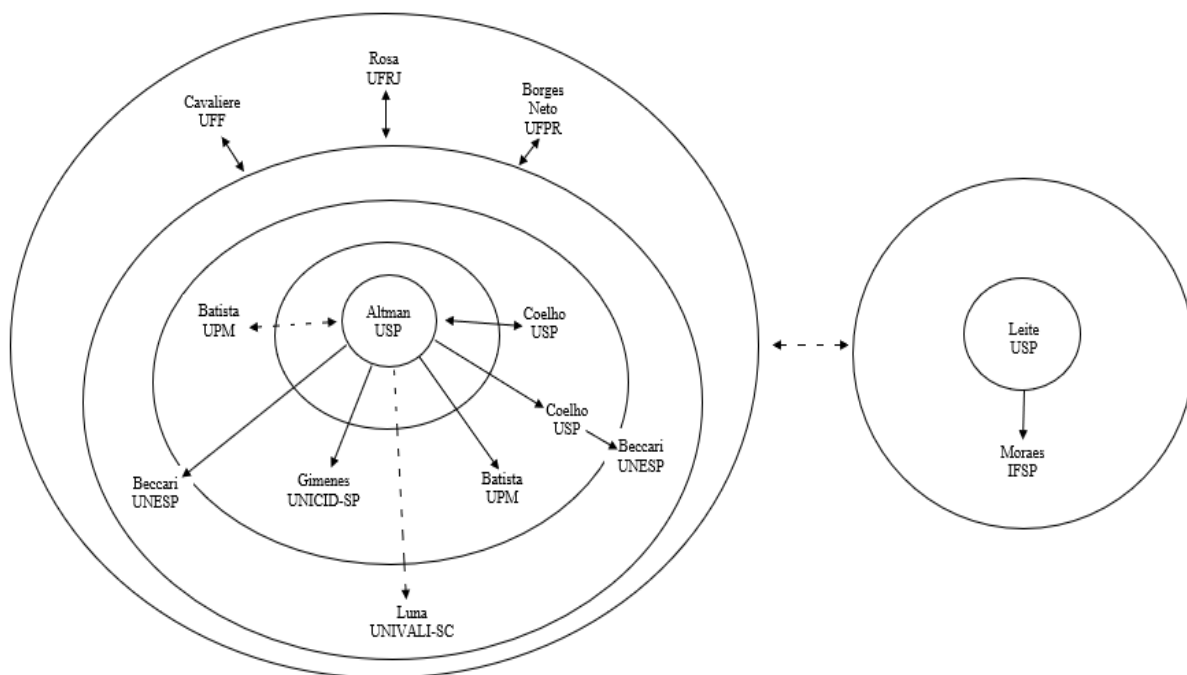 Rosa
UFRJ
Cavaliere
UFF
Borges
Neto
UFPR
Batista
UPM
Altman
USP
Coelho
USP
Leite
USP
Coelho
USP
Beccari
UNESP
Moraes
IFSP
Beccari
UNESP
Gimenes
UNICID-SP
Batista
UPM
Luna
UNIVALI-SC